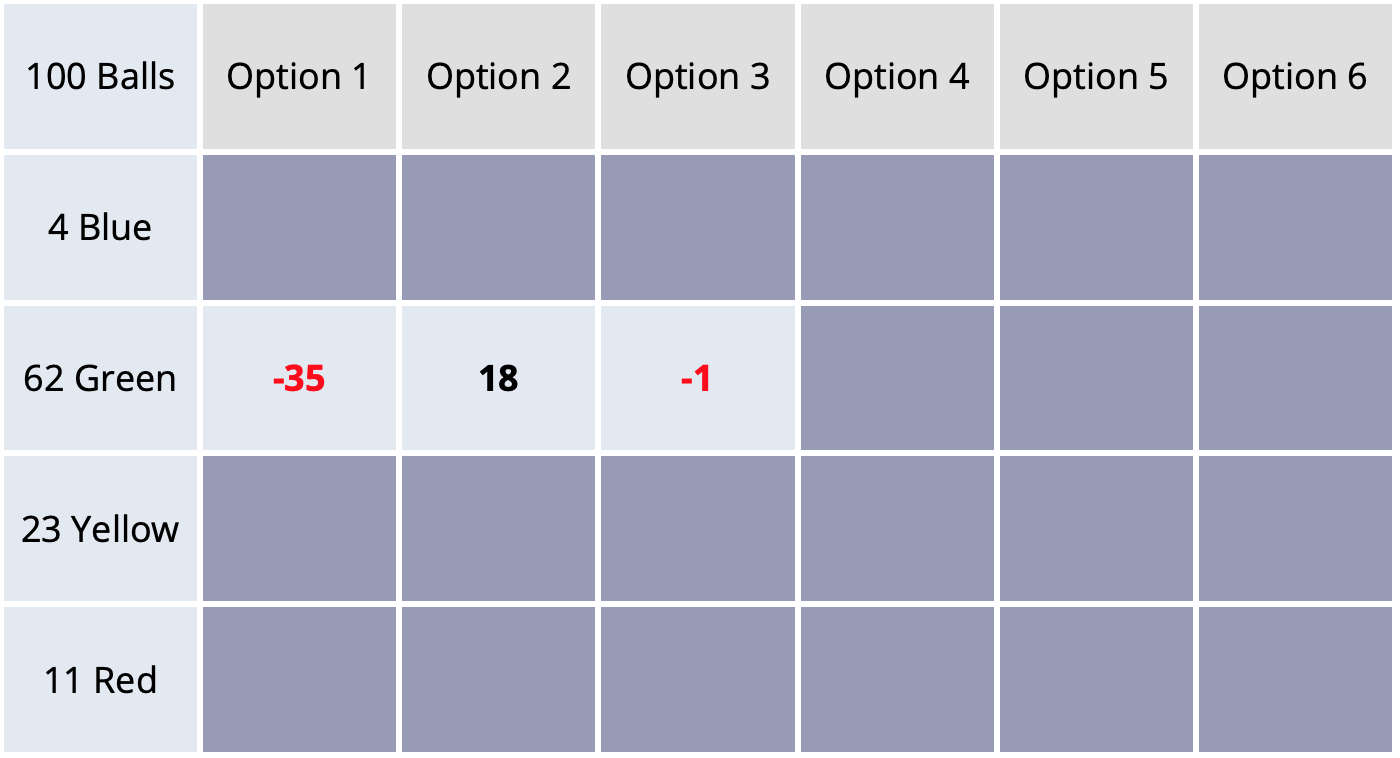 100 Balls Option 1 Option 2 Option 3 Option 4 Option 5 Option 6
4 Blue
62 Green -35 18 -1
23 Yellow
11 Red